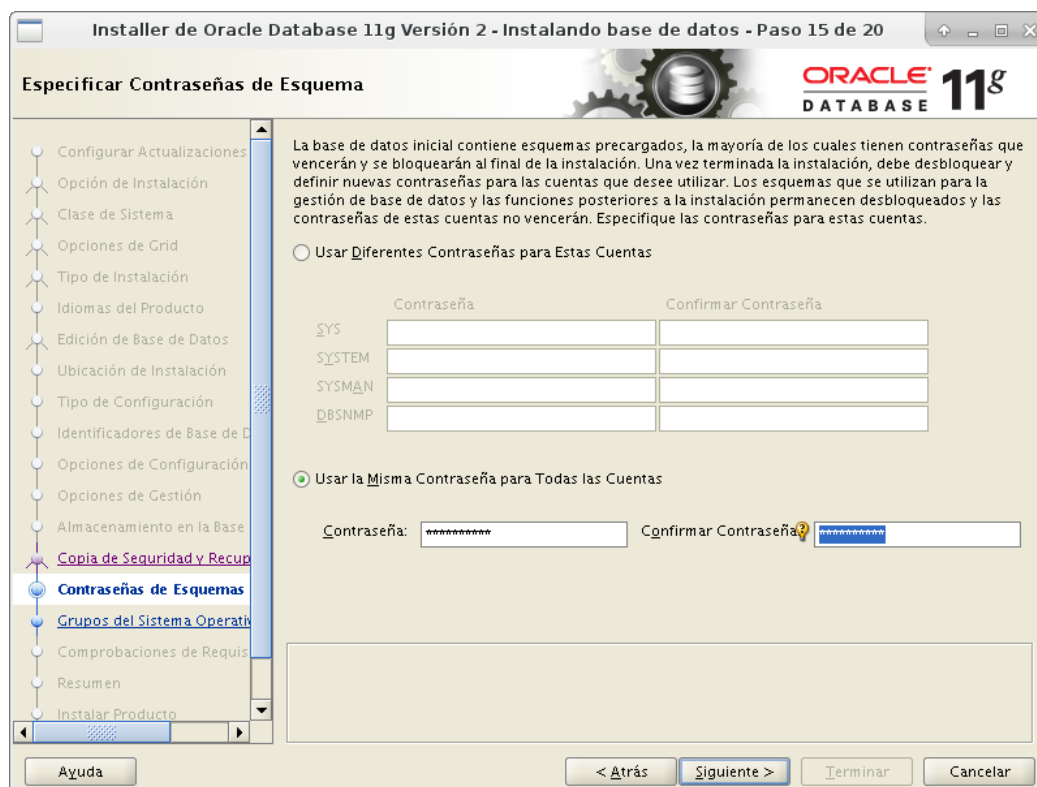 Installer de Oracle Database 11g Versión 2 - Instalando base de datos - Paso 15 de 20
Especificar Contraseñas de Esquema
ORACLE
DATABASE
11g
Configurar Actualizaciones
Opción de Instalación
Clase de Sistema
Opciones de Grid
Tipo de Instalación
Idiomas del Producto
Edición de Base de Datos
Ubicación de Instalación
Tipo de Configuración
Identificadores de Base de D
Opciones de Configuración
Opciones de Gestión
Almacenamiento en la Base
Copia de Seguridad y Recup
Contraseñas de Esquemas
Grupos del Sistema Operativ
Comprobaciones de Requis
Resumen
Instalar Producto
La base de datos inicial contiene esquemas precargados, la mayoría de los cuales tienen contraseñas que
vencerán y se bloquearán al final de la instalación. Una vez terminada la instalación, debe desbloquear y
definir nuevas contraseñas para las cuentas que desee utilizar. Los esquemas que se utilizan para la
gestión de base de datos y las funciones posteriores a la instalación permanecen desbloqueados y las
contraseñas de estas cuentas no vencerán. Especifique las contraseñas para estas cuentas.
Usar Diferentes Contraseñas para Estas Cuentas
Contraseña Confirmar Contraseña
SYS
SYSTEM
SYSMAN
DBSNMP
Usar la Misma Contraseña para Todas las Cuentas
Contraseña: ********** Confirmar Contraseña **********
Ayuda < Atrás Siguiente > Terminar Cancelar